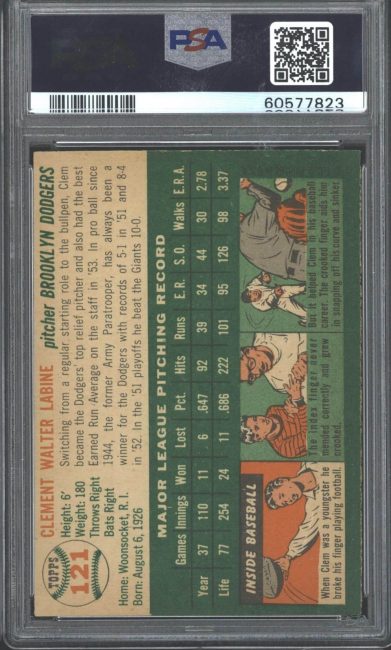 PSA
60577823
TOPPS
121
CLEMENT WALTER LABINE
pitcher BROOKLYN DODGERS
Height: 6'
Weight: 180
Throws Right
Bats Right
Home: Woonsocket, R. I.
Born: August 6, 1926
Switching from a regular starting role to the bullpen, Clem
became the Dodgers' top relief pitcher and also had the best
Earned Run Average on the staff in '53. In pro ball since
1944, the former Army Paratrooper, has always been a
winner for the Dodgers with records of 5-1 in '51 and 8-4
in '52. In the '51 playoffs he beat the Giants 10-0.
MAJOR LEAGUE PITCHING RECORD
Games Innings Won Lost Pct. Hits Runs E.R. S.O. Walks E.R.A.
Year 37 110 11 6 .647 92 39 34 44 30 2.78
Life 77 254 24 11 .686 222 101 95 126 98 3.37
INSIDE BASEBALL
When Clem was a youngster he
broke his finger playing football.
The index finger never
mended correctly and grew
crooked.
But it helped Clem in his baseball
career. The crooked finger aids him
in snapping off his curve and sinker.